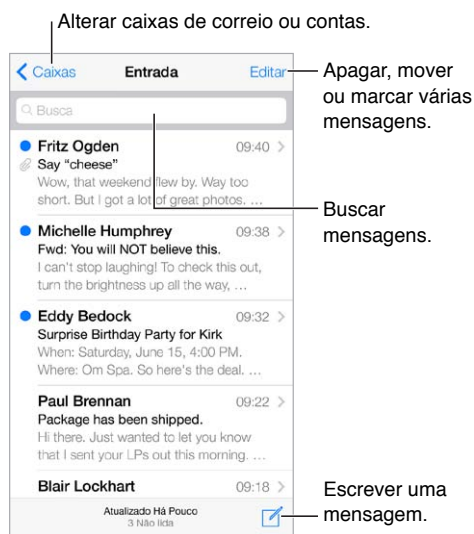 Alterar caixas de correio ou contas.
Caixas Entrada Editar
Apagar, mover
ou marcar várias
mensagens.
Busca
Fritz Ogden 09:40
Say “cheese”
Wow, that weekend flew by. Way too
short. But I got a lot of great photos. ...
Buscar
mensagens.
Michelle Humphrey 09:38
Fwd: You will NOT believe this.
I can't stop laughing! To check this out,
turn the brightness up all the way, ...
Eddy Bedock 09:32
Surprise Birthday Party for Kirk
When: Saturday, June 15, 4:00 PM.
Where: Om Spa. So here's the deal. ...
Paul Brennan 09:22
Package has been shipped.
Hi there. Just wanted to let you know
that I sent your LPs out this morning. ...
Blair Lockhart 09:18
Atualizado Há Pouco
3 Não lida
Escrever uma
mensagem.